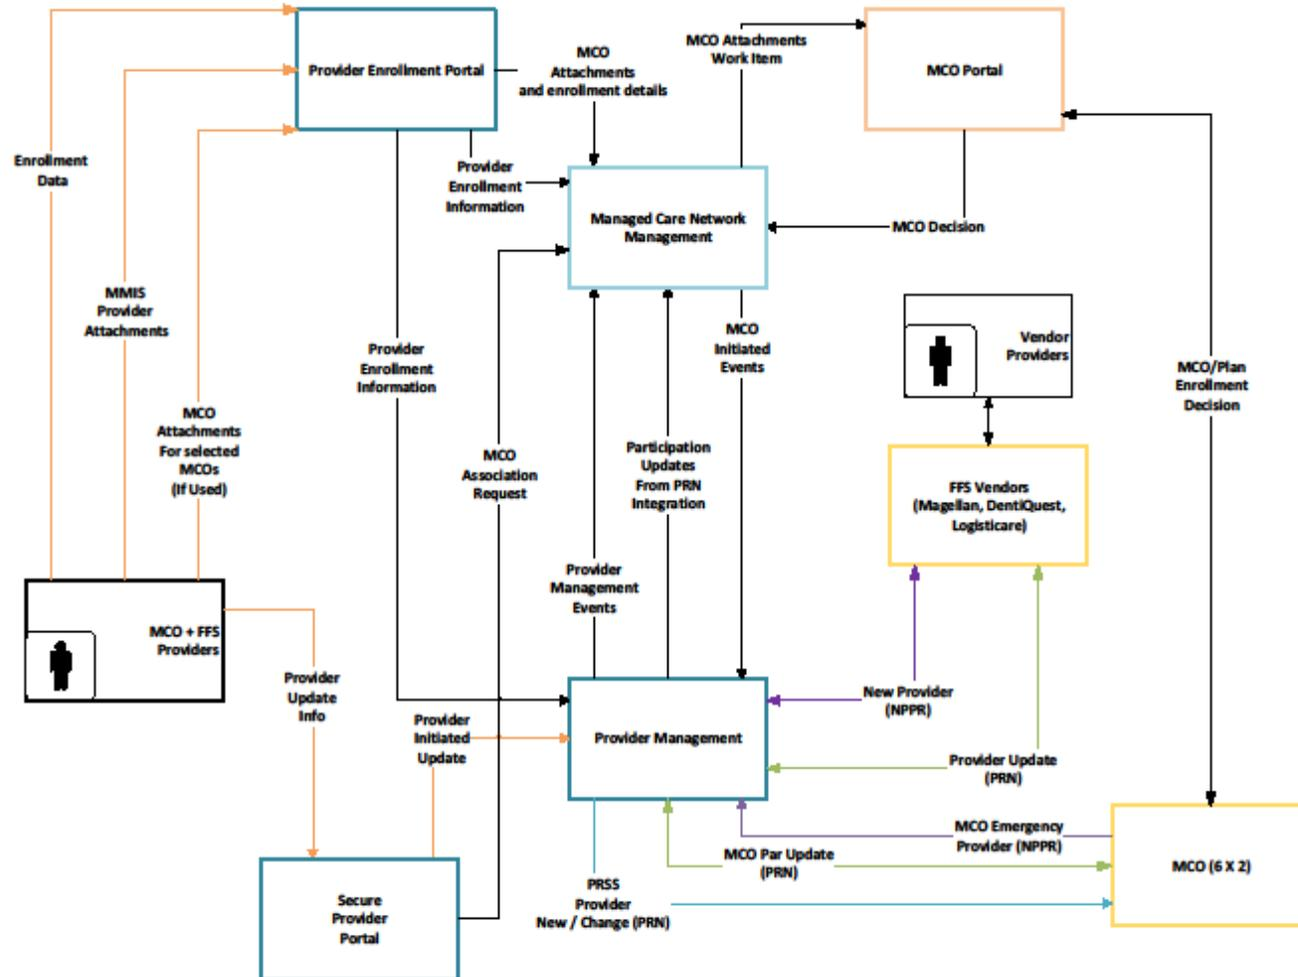 Provider Enrollment Portal
MCO
Attachments
and enrollment details
MCO Attachments
Work Item
MCO Portal
Enrollment
Data
Provider
Enrollment
Information
Managed Care Network
Management
MCO Decision
MMIS
Provider
Attachments
Provider
Enrollment
Information
MCO
Initiated
Events
Vendor
Providers
MCO/Plan
Enrollment
Decision
MCO
Attachments
For selected
MCOs
(If Used)
MCO
Association
Request
Participation
Updates
From PRN
Integration
FFS Vendors
(Magellan, DentiQuest,
Logisticare)
Provider
Management
Events
MCO + FFS
Providers
Provider
Update
Info
Provider
Initiated
Update
Provider Management
New Provider
(NPPR)
Provider Update
(PRN)
MCO Emergency
Provider (NPPR)
MCO Par Update
(PRN)
MCO (6 X 2)
PRSS
Provider
New / Change (PRN)
Secure
Provider
Portal